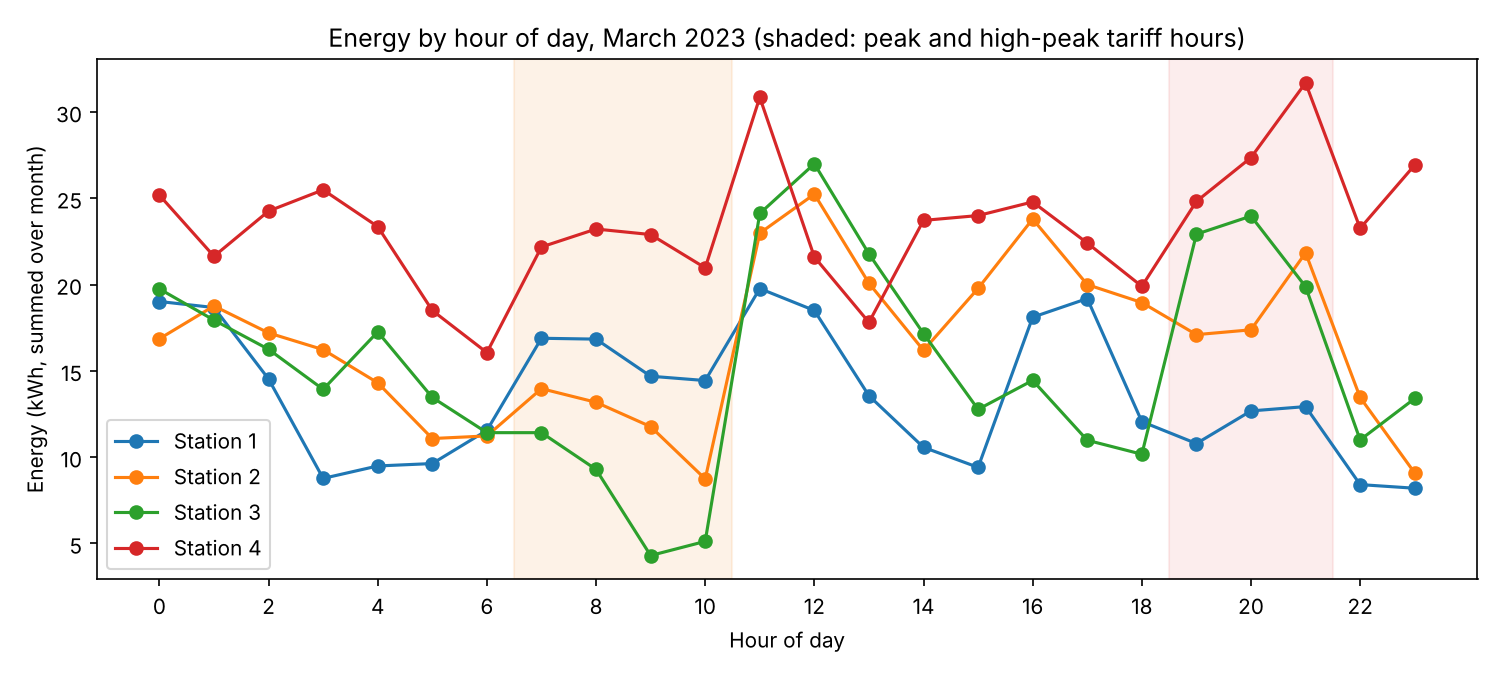 Energy by hour of day, March 2023 (shaded: peak and high-peak tariff hours)
Energy (kWh, summed over month)
30
25
20
15
10
5
Station 1
Station 2
Station 3
Station 4
0 2 4 6 8 10 12 14 16 18 20 22
Hour of day